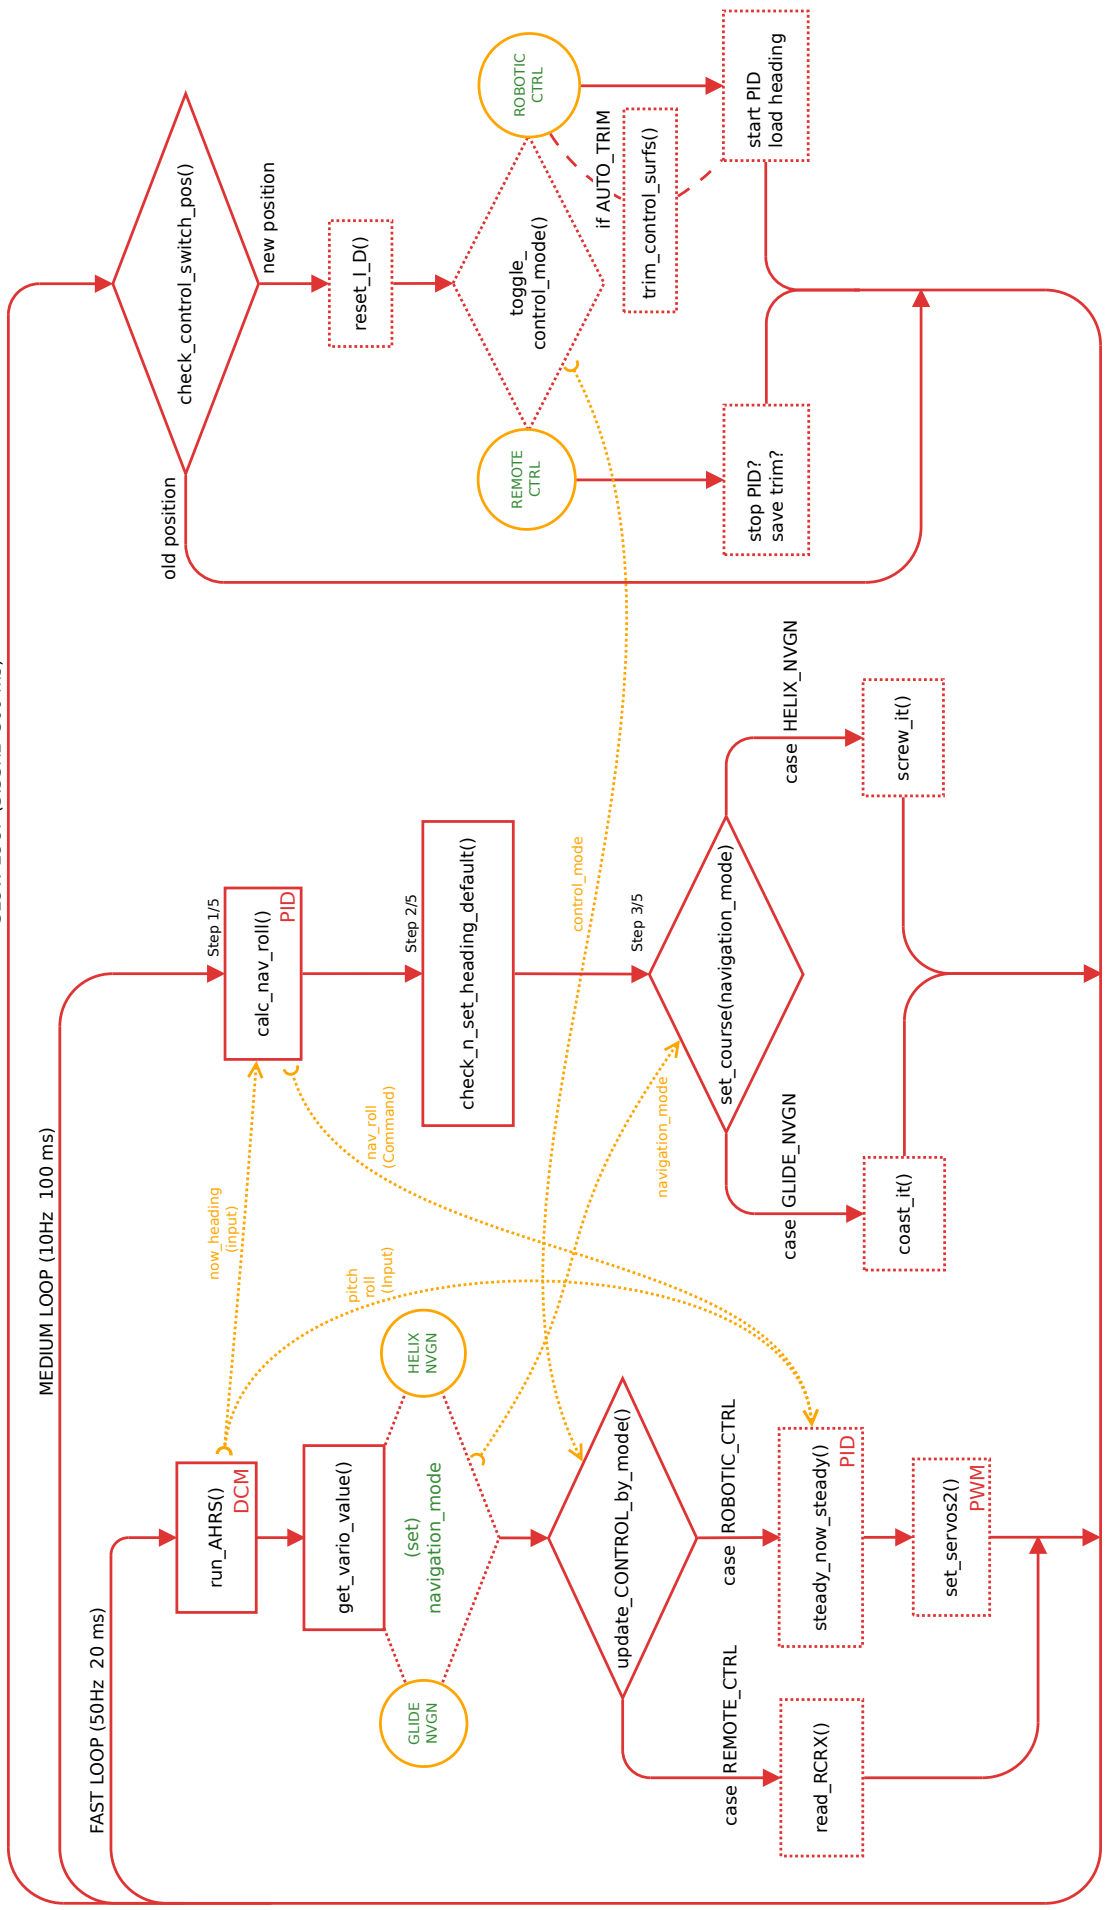 FAST LOOP (50Hz  20 ms)
run_AHRS()
DCM
get_vario_value()
(set)
navigation_mode
GLIDE
NVGN
HELIX
NVGN
update_CONTROL_by_mode()
case  REMOTE_CTRL
case  ROBOTIC_CTRL
read_RCRX()
steady_now_steady()
PID
set_servos2()
PWM
now_heading
(input)
pitch
roll
(Input)
nav_roll
(Command)
navigation_mode
control_mode
MEDIUM LOOP (10Hz  100 ms)
Step 1/5
calc_nav_roll()
PID
Step 2/5
check_n_set_heading_default()
Step 3/5
set_course(navigation_mode)
case  GLIDE_NVGN
case  HELIX_NVGN
coast_it()
screw_it()
check_control_switch_pos()
old position
new position
reset_I_D()
toggle_
control_mode()
REMOTE
CTRL
ROBOTIC
CTRL
if AUTO_TRIM
trim_control_surfs()
stop PID?
save trim?
start PID
load heading